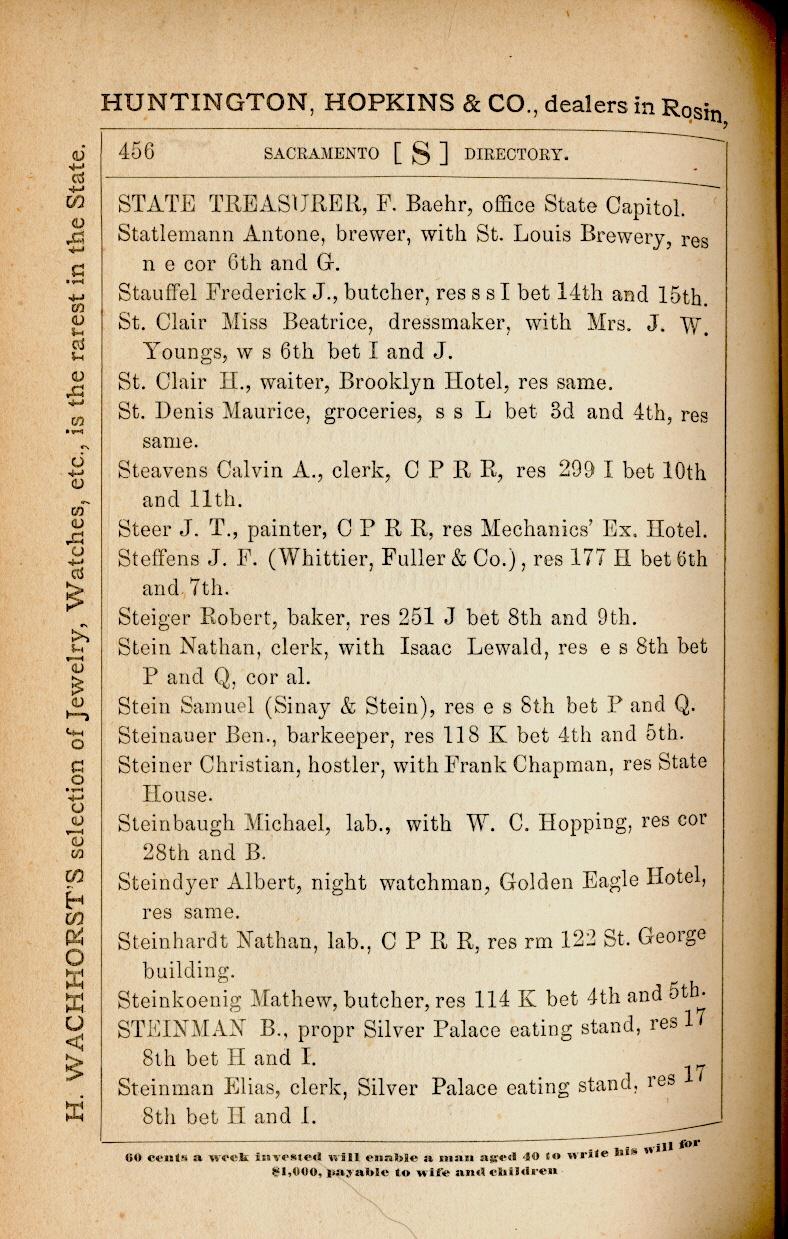 HUNTINGTON, HOPKINS & CO., dealers in Rosin,
456 SACRAMENTO [ S ] DIRECTORY.
STATE TREASURER, F. Baehr, office State Capitol.
Statlemann Antone, brewer, with St. Louis Brewery, res
n e cor 6th and G.
Stauffel Frederick J., butcher, res s s I bet 14th and 15th.
St. Clair Miss Beatrice, dressmaker, with Mrs. J. W.
Youngs, w s 6th bet I and J.
St. Clair H., waiter, Brooklyn Hotel, res same.
St. Denis Maurice, groceries, s s L bet 3d and 4th, res
same.
Steavens Calvin A., clerk, C P R R, res 299 I bet 10th
and 11th.
Steer J. T., painter, C P R R, res Mechanics' Ex. Hotel.
Steffens J. F. (Whittier, Fuller & Co.), res 177 H bet 6th
and 7th.
Steiger Robert, baker, res 251 J bet 8th and 9th.
Stein Nathan, clerk, with Isaac Lewald, res e s 8th bet
P and Q, cor al.
Stein Samuel (Sinay & Stein), res e s 8th bet P and Q.
Steinauer Ben., barkeeper, res 118 K bet 4th and 5th.
Steiner Christian, hostler, with Frank Chapman, res State
House.
Steinbaugh Michael, lab., with W. C. Hopping, res cor
28th and B.
Steindyer Albert, night watchman, Golden Eagle Hotel,
res same.
Steinhardt Nathan, lab., C P R R, res rm 122 St. George
building.
Steinkoenig Mathew, butcher, res 114 K bet 4th and 5th.
STEINMAN B., propr Silver Palace eating stand, res 17
8th bet H and I.
Steinman Elias, clerk, Silver Palace eating stand, res 17
8th bet H and I.
60 cents a week invested will enable a man aged 40 to write his will for
$1,000, payable to wife and children
H. WACHHORST'S selection of Jewelry, Watches, etc., is the rarest in the State.